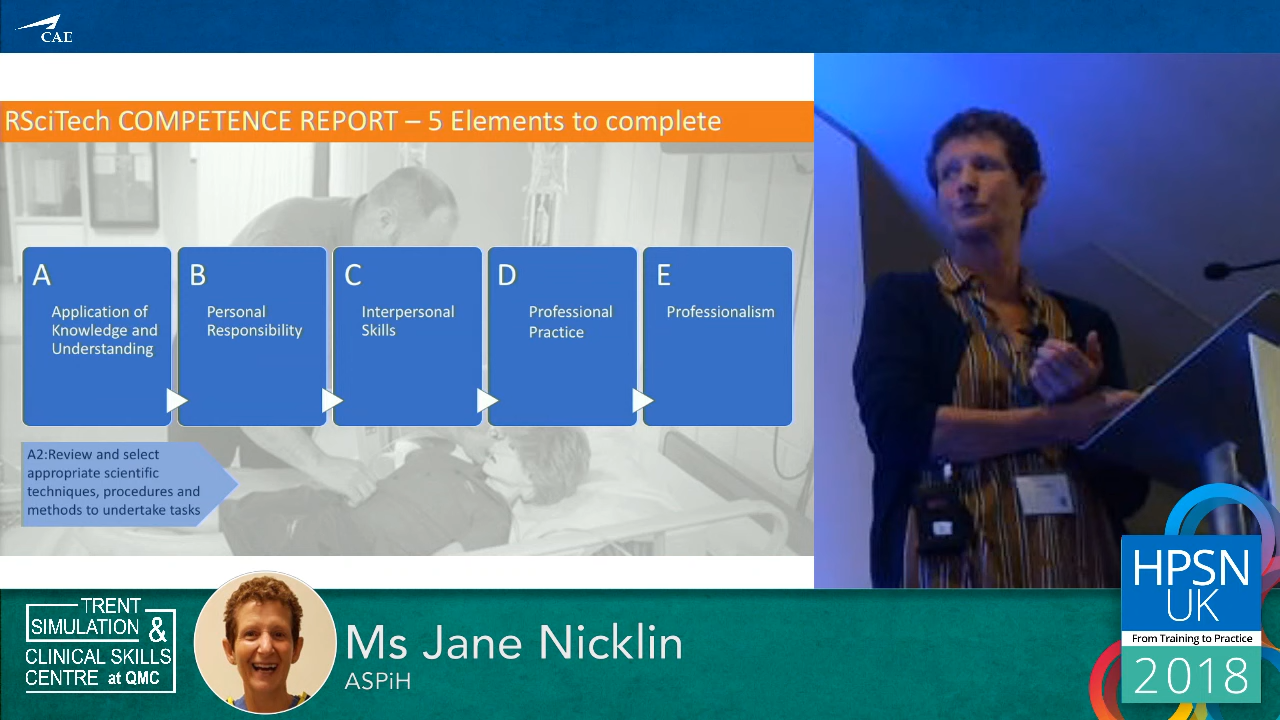 CAE
RSciTech COMPETENCE REPORT – 5 Elements to complete
A
Application of
Knowledge and
Understanding
B
Personal
Responsibility
C
Interpersonal
Skills
D
Professional
Practice
E
Professionalism
A2:Review and select
appropriate scientific
techniques, procedures and
methods to undertake tasks
TRENT
SIMULATION &
CLINICAL SKILLS
CENTRE at QMC
Ms Jane Nicklin
ASPiH
HPSN
UK
From Training to Practice
2018